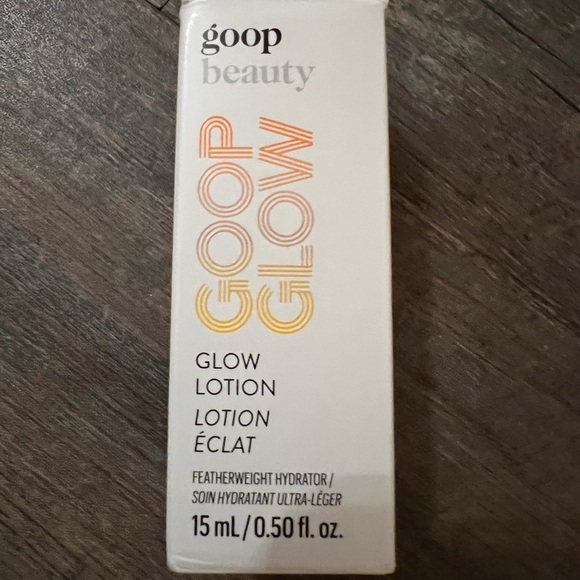 goop
beauty
GOOP
GLOW
GLOW
LOTION
LOTION
ÉCLAT
FEATHERWEIGHT HYDRATOR /
SOIN HYDRATANT ULTRA-LÉGER
15 mL / 0.50 fl. oz.